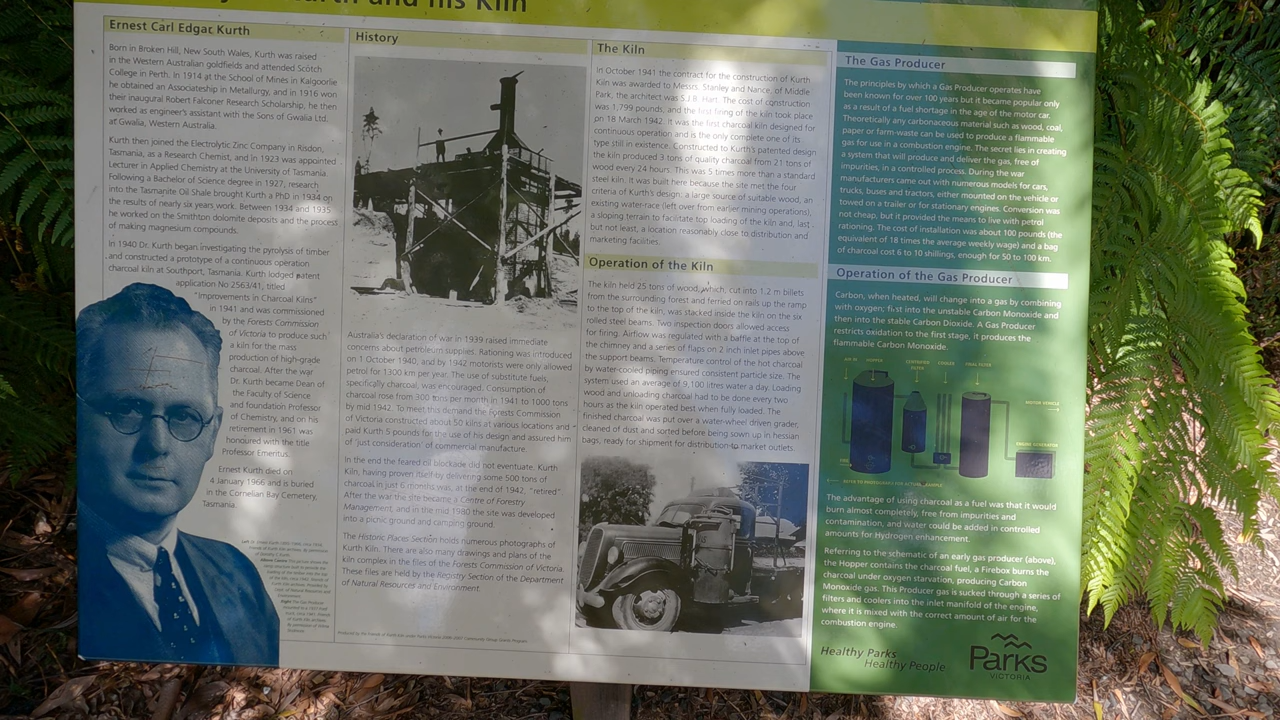 rth and his Kiln
Ernest Carl Edgar Kurth
Born in Broken Hill, New South Wales, Kurth was raised
in the Western Australian goldfields and attended Scotch
College in Perth. In 1914 at the School of Mines in Kalgoorlie
he obtained an Associateship in Metallurgy, and in 1916 won
their inaugural Robert Falconer Research Scholarship, he then
worked as engineer's assistant with the Sons of Gwalia Ltd.
at Gwalia, Western Australia.
Kurth then joined the Electrolytic Zinc Company in Risdon,
Tasmania, as a Research Chemist, and in 1923 was appointed
Lecturer in Applied Chemistry at the University of Tasmania.
Following a Bachelor of Science degree in 1927, research
into the Tasmanite Oil Shale brought Kurth a PhD in 1934 on
the results of nearly six years work. Between 1934 and 1935
he worked on the Smithton dolomite deposits and the process
of making magnesium compounds.
In 1940 Dr. Kurth began investigating the pyrolysis of timber
and constructed a prototype of a continuous operation
charcoal kiln at Southport, Tasmania. Kurth lodged patent
application No 2563/41, titled
"Improvements in Charcoal Kilns"
in 1941 and was commissioned
by the Forests Commission
of Victoria to produce such
a kiln for the mass
production of high-grade
charcoal. After the war
Dr. Kurth became Dean of
the Faculty of Science
and foundation Professor
of Chemistry, and on his
retirement in 1961 was
honoured with the title
Professor Emeritus.
Ernest Kurth died on
4 January 1966 and is buried
in the Cornelian Bay Cemetery,
Tasmania.
History
Australia's declaration of war in 1939 raised immediate
concerns about petroleum supplies. Rationing was introduced
on 1 October 1940, and by 1942 motorists were only allowed
petrol for 1300 km per year. The use of substitute fuels,
specifically charcoal, was encouraged. Consumption of
charcoal rose from 300 tons per month in 1941 to 1000 tons
by mid 1942. To meet this demand the Forests Commission
of Victoria constructed about 50 kilns at various locations and
paid Kurth 5 pounds for the use of his design and assured him
of 'just consideration' of commercial manufacture.
In the end the feared oil blockade did not eventuate. Kurth
Kiln, having proven itself by delivering some 500 tons of
charcoal in just 6 months was, at the end of 1942, "retired"
After the war the site became a Centre of Forestry
Management, and in the mid 1980 the site was developed
into a picnic ground and camping ground.
The Historic Places Section holds numerous photographs of
Kurth Kiln. There are also many drawings and plans of the
kiln complex in the files of the Forests Commission of Victoria.
These files are held by the Registry Section of the Department
of Natural Resources and Environment.
The Kiln
In October 1941 the contract for the construction of Kurth
Kiln was awarded to Messrs. Stanley and Nance, of Middle
Park, the architect was S.J.B. Hart. The cost of construction
was 1,799 pounds, and the first firing of the kiln took place
on 18 March 1942. It was the first charcoal kiln designed for
continuous operation and is the only complete one of its
type still in existence. Constructed to Kurth's patented design
the kiln produced 3 tons of quality charcoal from 21 tons of
wood every 24 hours. This was 5 times more than a standard
steel kiln. It was built here because the site met the four
criteria of Kurth's design: a large source of suitable wood, an
existing water-race (left over from earlier mining operations),
a sloping terrain to facilitate top loading of the kiln and, last
but not least, a location reasonably close to distribution and
marketing facilities.
Operation of the Kiln
The kiln held 25 tons of wood, which, cut into 1.2 m billets
from the surrounding forest and ferried on rails up the ramp
to the top of the kiln, was stacked inside the kiln on the six
rolled steel beams. Two inspection doors allowed access
for firing. Airflow was regulated with a baffle at the top of
the chimney and a series of flaps on 2 inch inlet pipes above
the support beams. Temperature control of the hot charcoal
by water-cooled piping ensured consistent particle size. The
system used an average of 9,100 litres water a day. Loading
wood and unloading charcoal had to be done every two
hours as the kiln operated best when fully loaded. The
finished charcoal was put over a water-wheel driven grader,
cleaned of dust and sorted before being sown up in hessian
bags, ready for shipment for distribution to market outlets.
The Gas Producer
The principles by which a Gas Producer operates have
been known for over 100 years but it became popular only
as a result of a fuel shortage in the age of the motor car.
Theoretically any carbonaceous material such as wood, coal,
paper or farm-waste can be used to produce a flammable
gas for use in a combustion engine. The secret lies in creating
a system that will produce and deliver the gas, free of
impurities, in a controlled process. During the war
manufacturers came out with numerous models for cars,
trucks, buses and tractors, either mounted on the vehicle or
towed on a trailer or for stationary engines. Conversion was
not cheap, but it provided the means to live with petrol
rationing. The cost of installation was about 100 pounds (the
equivalent of 18 times the average weekly wage) and a bag
of charcoal cost 6 to 10 shillings, enough for 50 to 100 km.
Operation of the Gas Producer
Carbon, when heated, will change into a gas by combining
with oxygen; first into the unstable Carbon Monoxide and
then into the stable Carbon Dioxide. A Gas Producer
restricts oxidation to the first stage, it produces the
flammable Carbon Monoxide.
AIR IN HOPPER COOLER
MOTOR VEHICLE
The advantage of using charcoal as a fuel was that it would
burn almost completely, free from impurities and
contamination, and water could be added in controlled
amounts for Hydrogen enhancement.
Referring to the schematic of an early gas producer (above),
the Hopper contains the charcoal fuel, a Firebox burns the
charcoal under oxygen starvation, producing Carbon
Monoxide gas. This Producer gas is sucked through a series of
filters and coolers into the inlet manifold of the engine,
where it is mixed with the correct amount of air for the
combustion engine.
Healthy Parks
Healthy People
Parks
VICTORIA